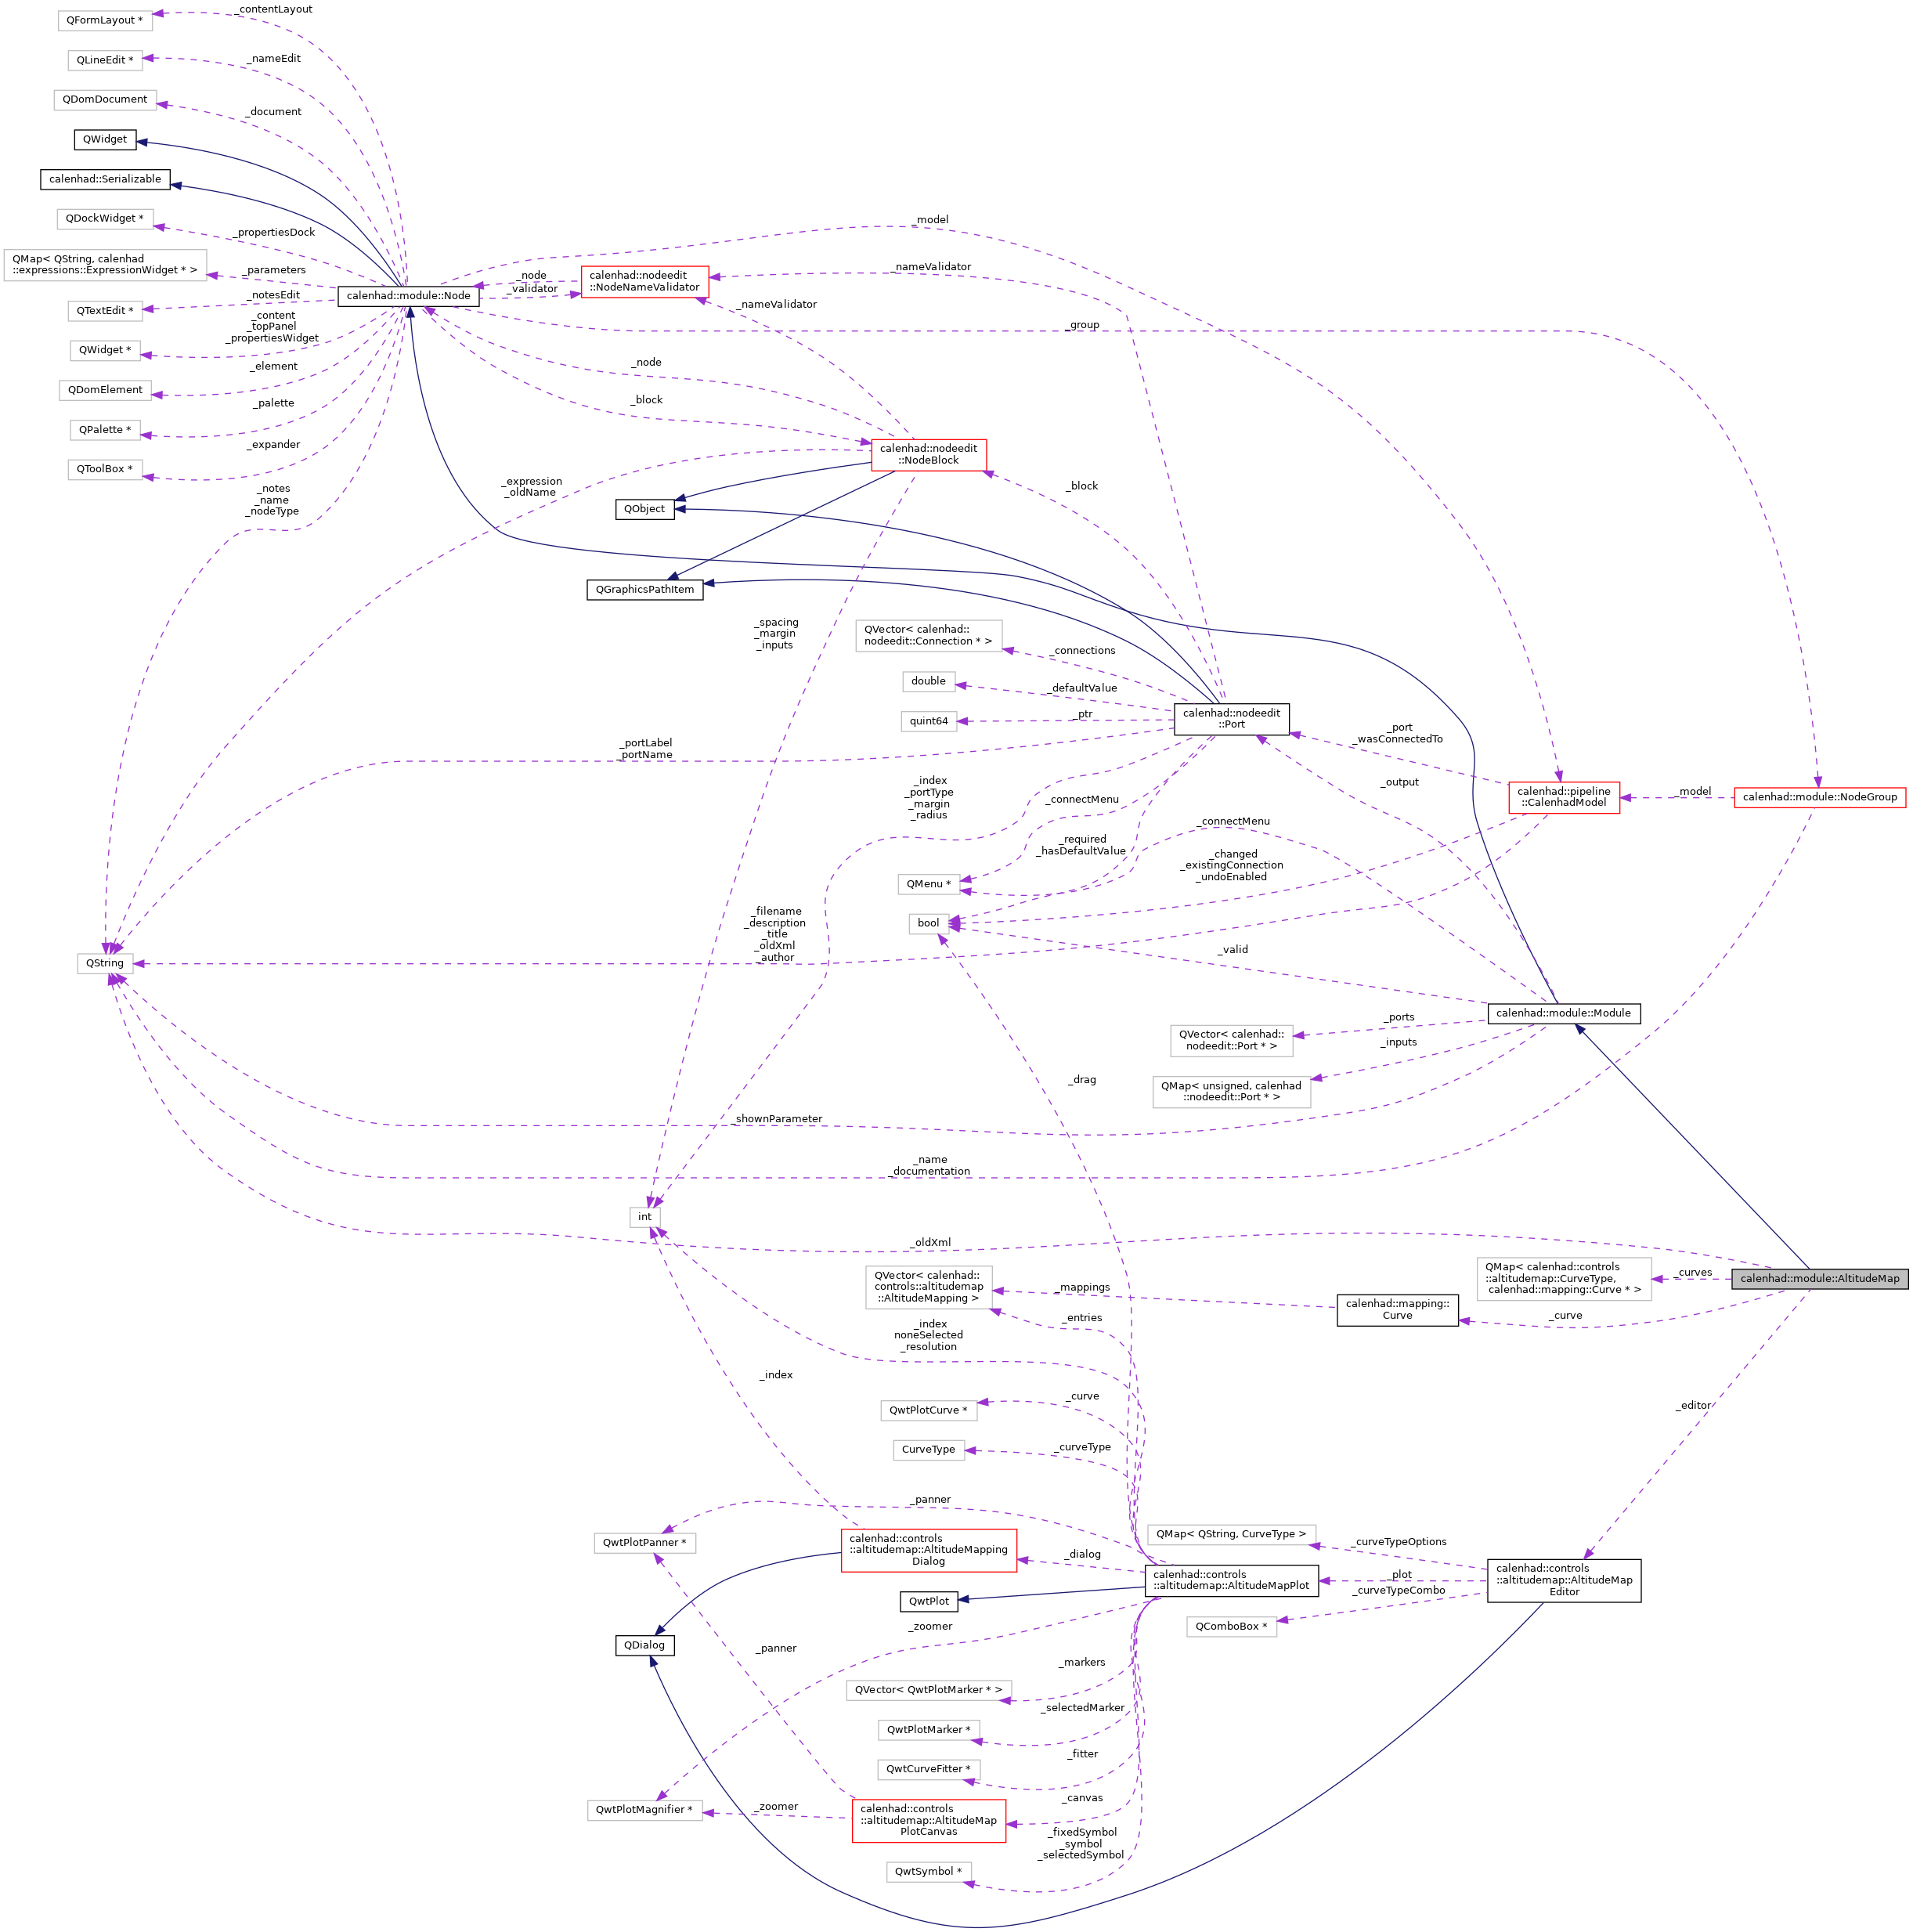 _contentLayout
QFormLayout *
_nameEdit
QLineEdit *
QDomDocument
_document
QWidget
calenhad::Serializable
QDockWidget *
_propertiesDock
_model
QMap< QString, calenhad
::expressions::ExpressionWidget * >
_parameters
_node
_validator
calenhad::nodeedit
::NodeNameValidator
_nameValidator
calenhad::module::Node
_notesEdit
QTextEdit *
_nameValidator
_content
_topPanel
_propertiesWidget
_group
QWidget *
_element
_node
QDomElement
_palette
_block
QPalette *
_expander
calenhad::nodeedit
::NodeBlock
QToolBox *
_notes
_name
_nodeType
_expression
_oldName
_block
QObject
QGraphicsPathItem
_spacing
_margin
_inputs
QVector< calenhad::
nodeedit::Connection * >
_connections
double
_defaultValue
quint64
_ptr
calenhad::nodeedit
::Port
_port
_wasConnectedTo
_portLabel
_portName
_index
_portType
_margin
_radius
_connectMenu
_output
calenhad::pipeline
::CalenhadModel
_model
calenhad::module::NodeGroup
_connectMenu
_required
_hasDefaultValue
_changed
_existingConnection
_undoEnabled
QMenu *
bool
_filename
_description
_title
_oldXml
_author
_valid
QString
calenhad::module::Module
_ports
QVector< calenhad::
nodeedit::Port * >
_inputs
QMap< unsigned, calenhad
::nodeedit::Port * >
_drag
_shownParameter
_name
_documentation
int
_oldXml
QVector< calenhad::
controls::altitudemap
::AltitudeMapping >
_mappings
_entries
calenhad::mapping::
Curve
QMap< calenhad::controls
::altitudemap::CurveType,
calenhad::mapping::Curve * >
_curves
calenhad::module::AltitudeMap
_curve
_index
noneSelected
_resolution
_index
_curve
QwtPlotCurve *
_curveType
CurveType
_editor
_panner
QwtPlotPanner *
calenhad::controls
::altitudemap::AltitudeMapping
Dialog
_dialog
QMap< QString, CurveType >
_curveTypeOptions
calenhad::controls
::altitudemap::AltitudeMapPlot
_plot
_curveTypeCombo
calenhad::controls
::altitudemap::AltitudeMap
Editor
QwtPlot
QComboBox *
_zoomer
QDialog
_panner
_markers
QVector< QwtPlotMarker * >
_selectedMarker
QwtPlotMarker *
_fitter
QwtCurveFitter *
_canvas
QwtPlotMagnifier *
_zoomer
calenhad::controls
::altitudemap::AltitudeMap
PlotCanvas
_fixedSymbol
_symbol
_selectedSymbol
QwtSymbol *